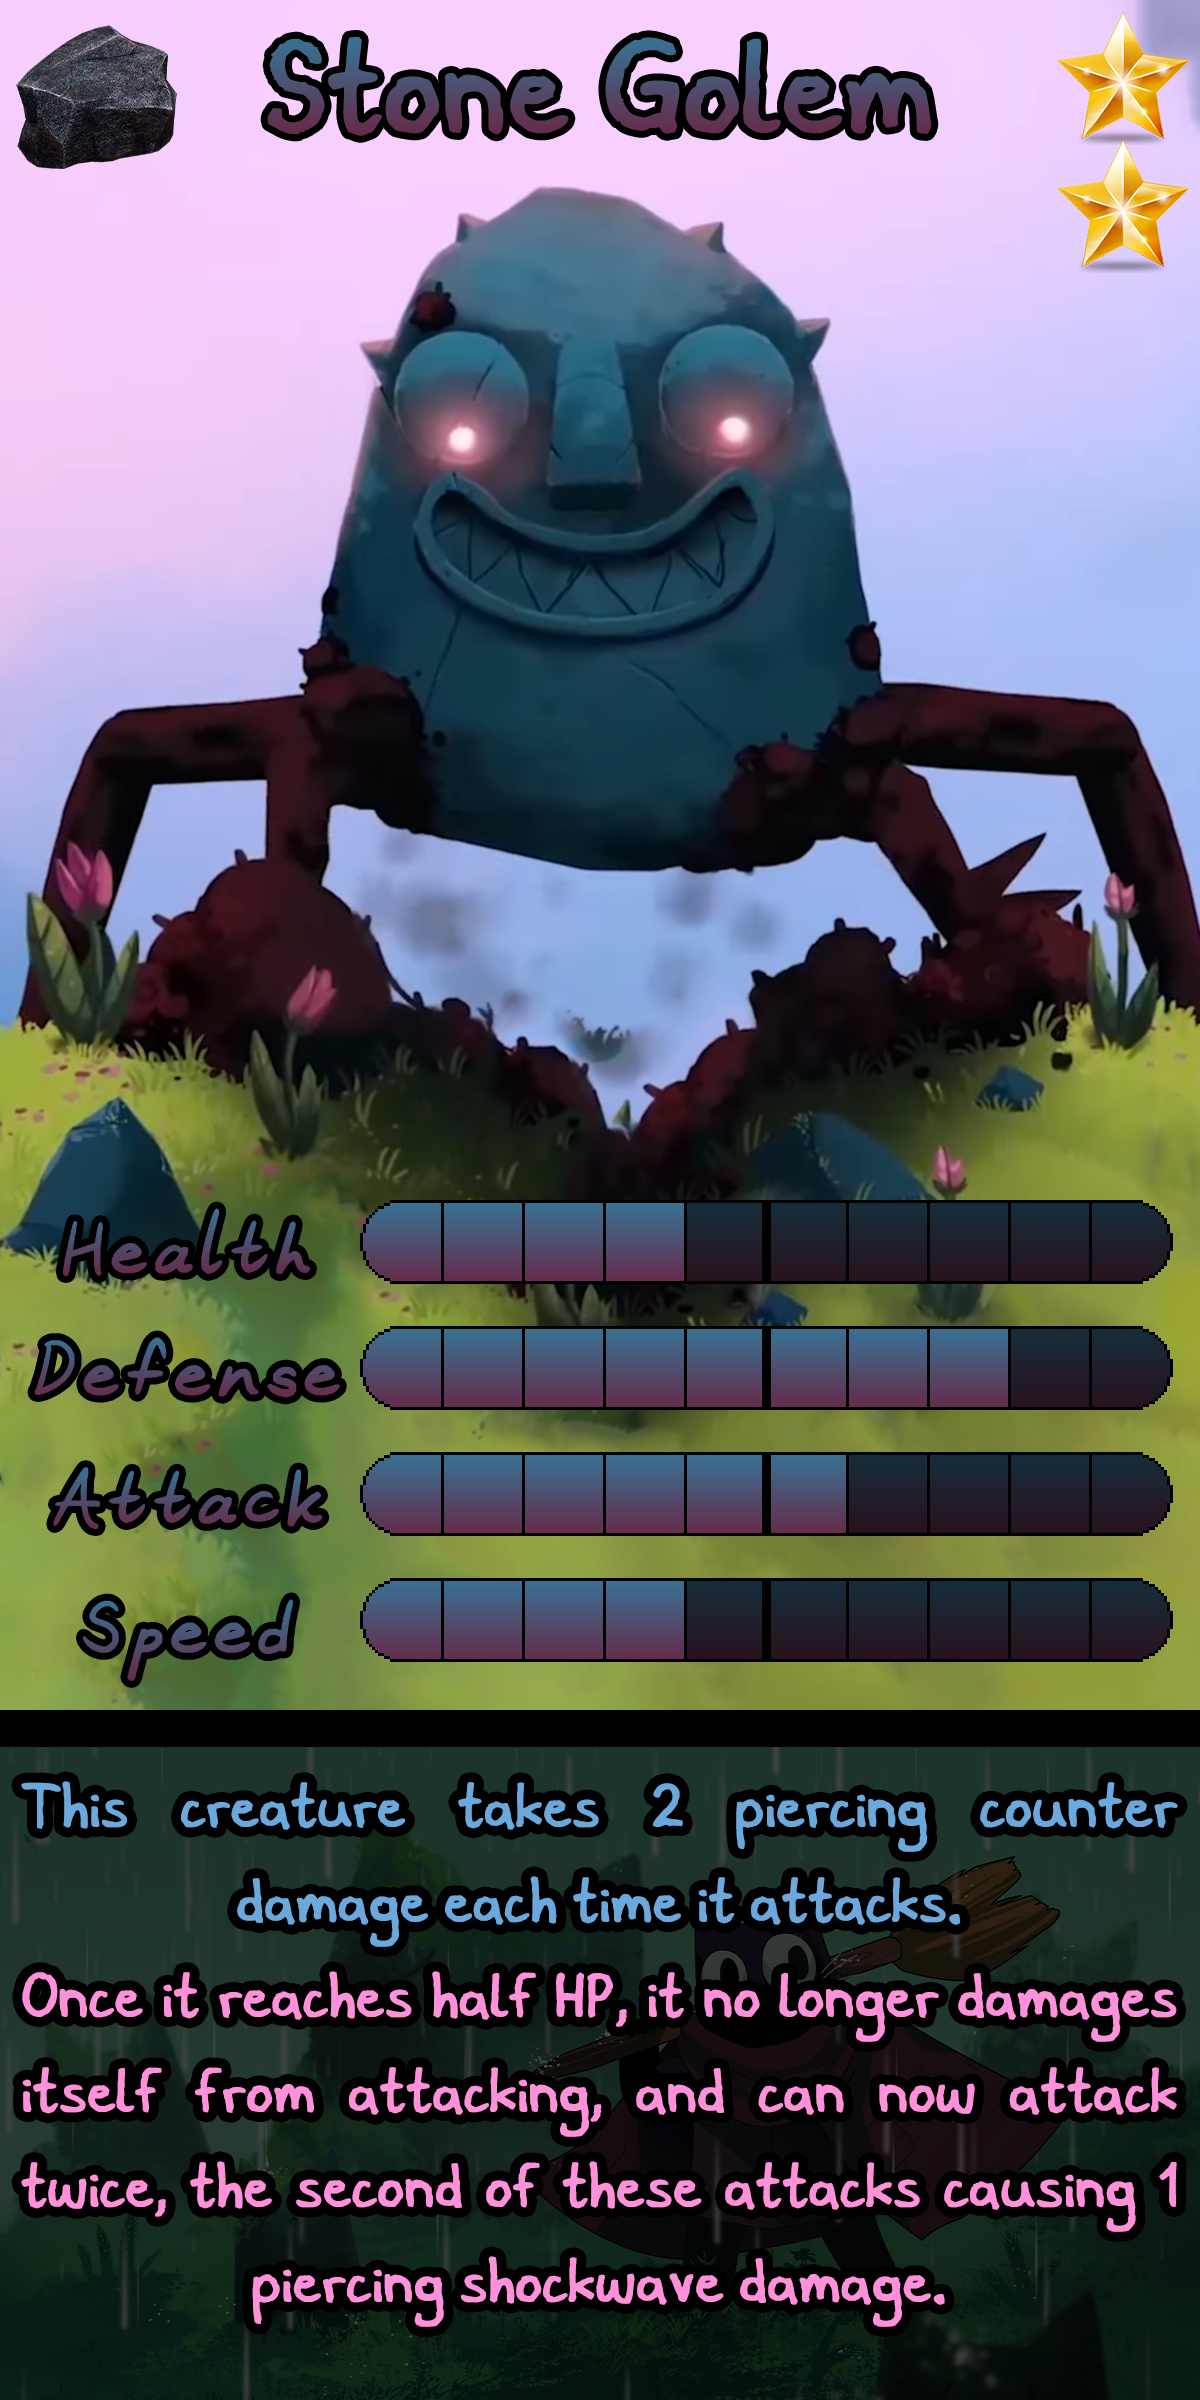 Stone Golem
Health
Defense
Attack
Speed
This creature takes 2 piercing counter
damage each time it attacks.
Once it reaches half HP, it no longer damages
itself from attacking, and can now attack
twice, the second of these attacks causing 1
piercing shockwave damage.